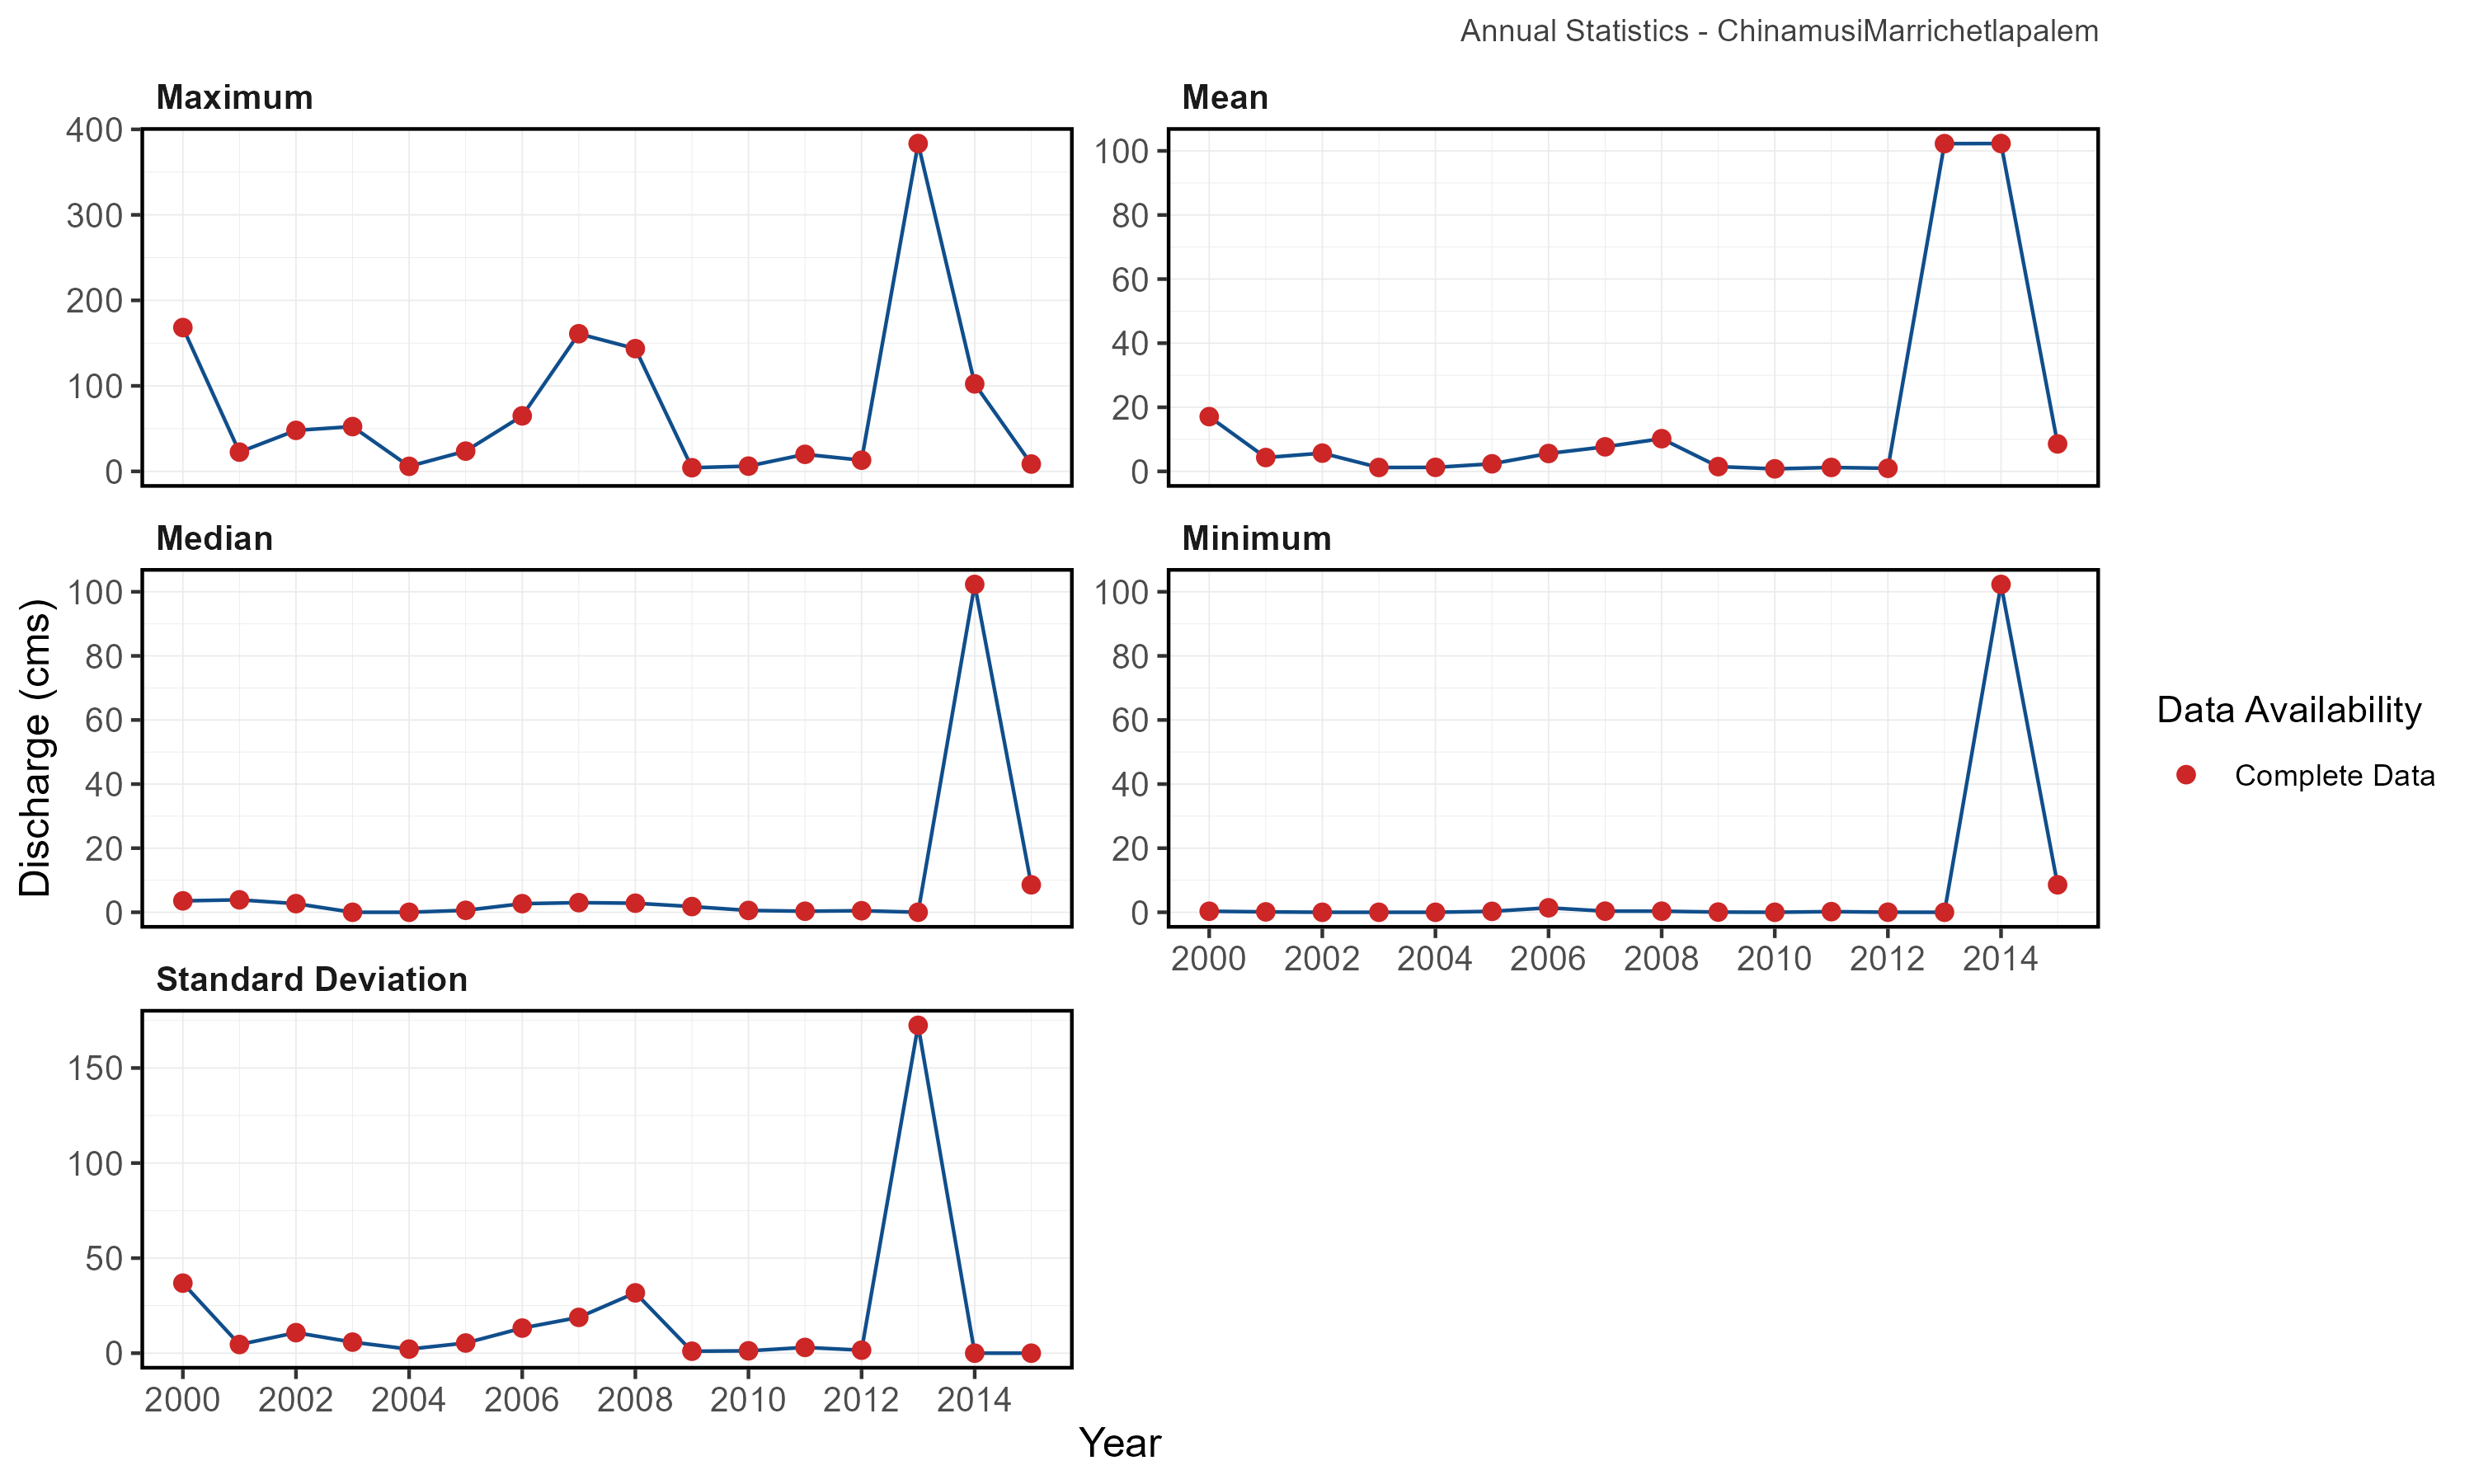 Annual Statistics - ChinamusiMarrichetlapalem
Maximum
400
300
200
100
0
Mean
100
80
60
40
20
0
Median
100
80
60
40
20
0
Minimum
100
80
60
40
20
0
2000 2002 2004 2006 2008 2010 2012 2014
Standard Deviation
150
100
50
0
2000 2002 2004 2006 2008 2010 2012 2014
Discharge (cms)
Year
Data Availability
Complete Data